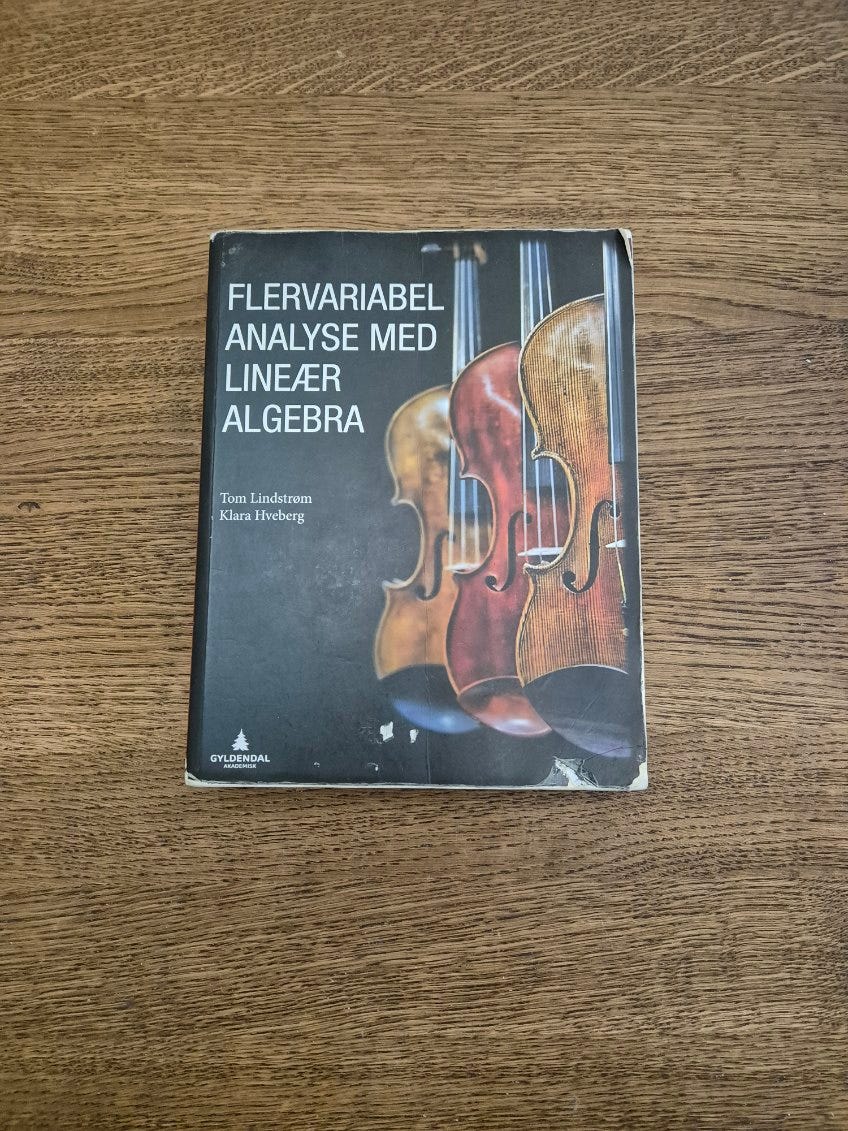 FLERVARIABEL
ANALYSE MED
LINEÆR
ALGEBRA
Tom Lindstrøm
Klara Hveberg
GYLDENDAL
AKADEMISK